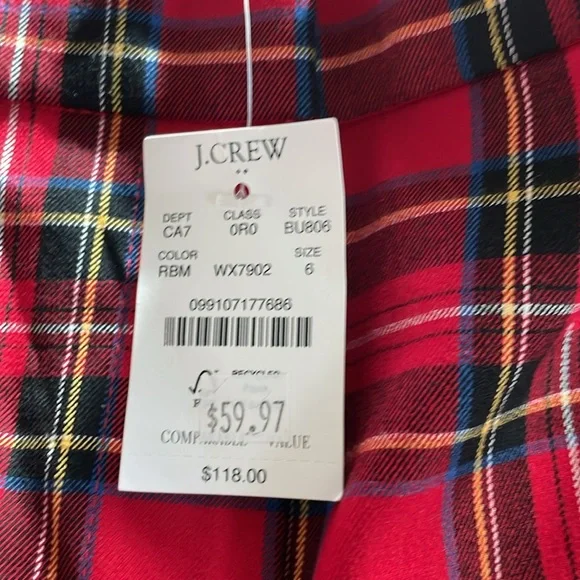 J.CREW
DEPT CLASS STYLE
CA7 0R0 BU806
COLOR SIZE
RBM WX7902 6
099107177686
RECYCLED
$59.97
COMPARABLE VALUE
$118.00